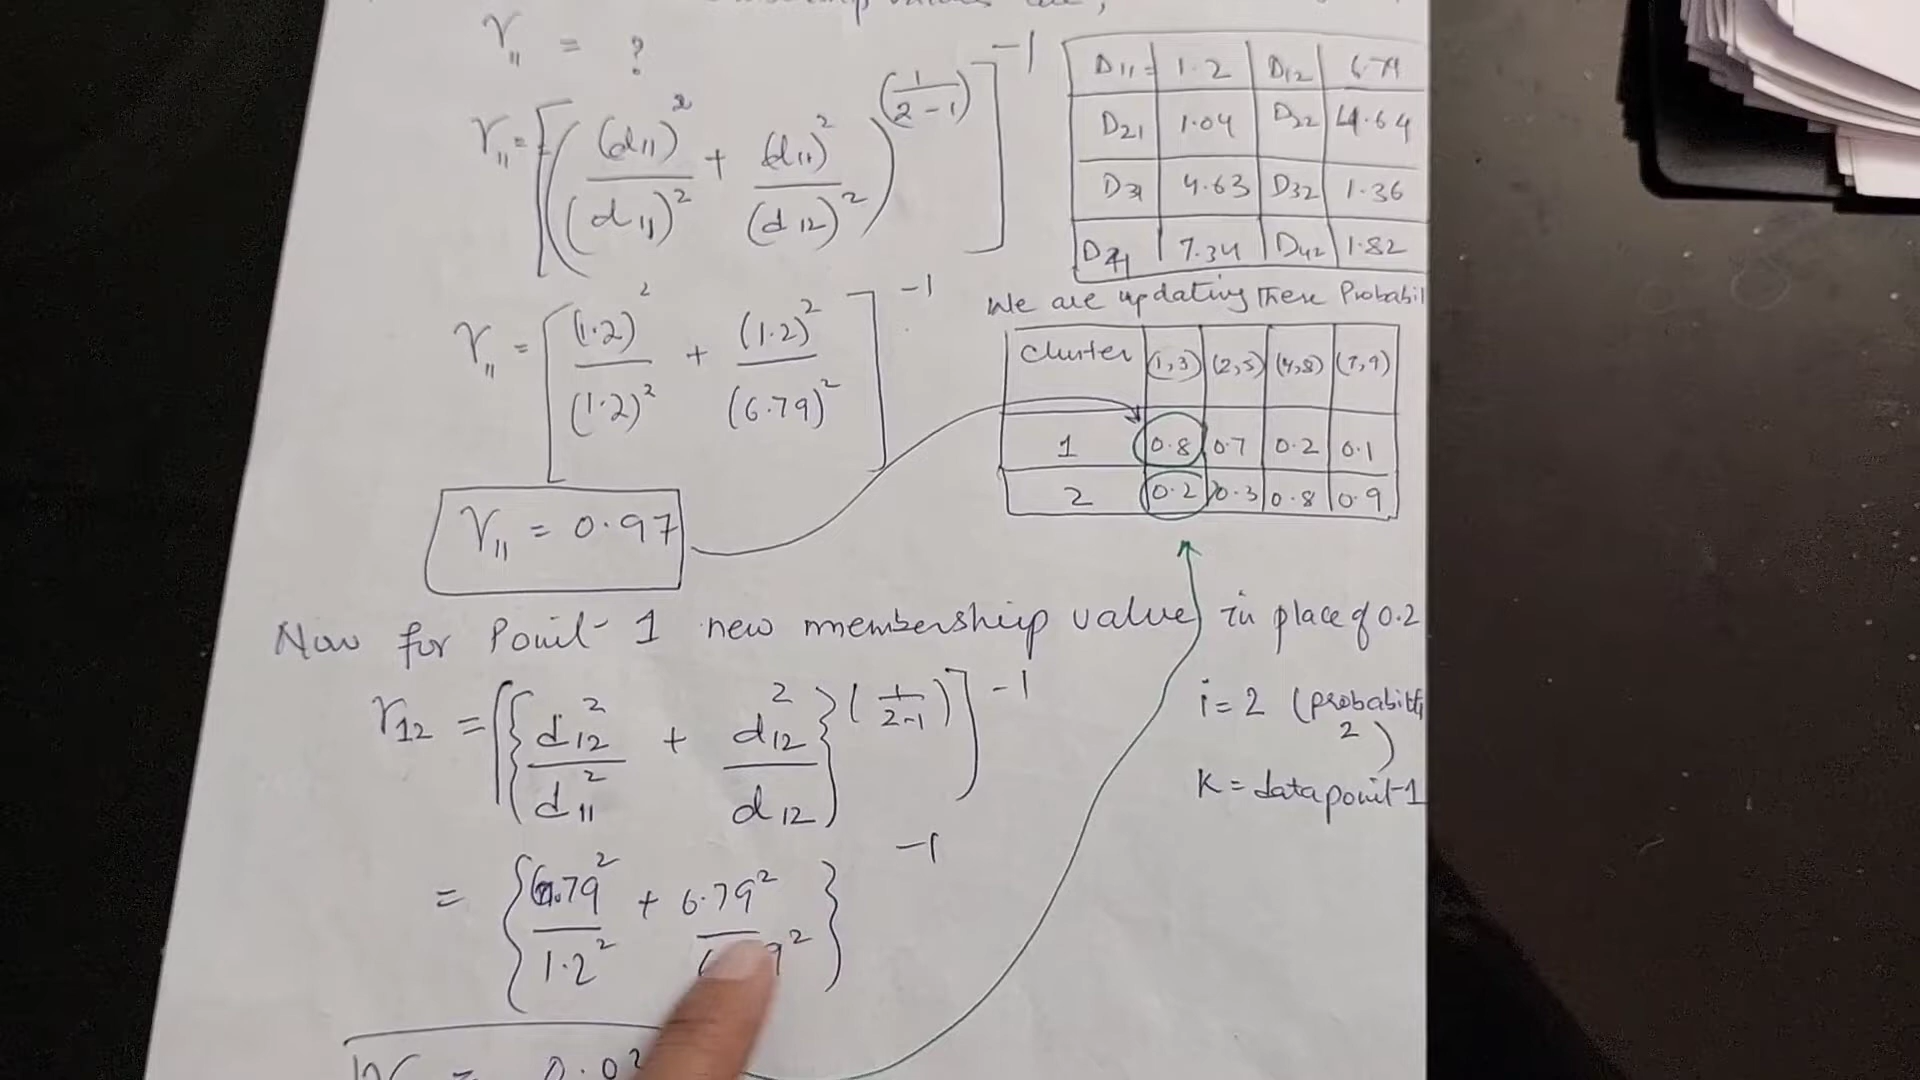 γ₁₁ = ?
γ₁₁ = [((d₁₁)² / (d₁₁)² + (d₁₁)² / (d₁₂)²)^(1/(2-1))]^-1
γ₁₁ = [(1.2)² / (1.2)² + (1.2)² / (6.79)²]^-1
γ₁₁ = 0.97
D11= 1.2 D12 6.79
D21 1.04 D22 4.64
D31 4.63 D32 1.36
D41 7.34 D42 1.82
We are updating These Probabil
Cluster (1,3) (2,5) (4,8) (7,9)
1 0.8 0.7 0.2 0.1
2 0.2 0.3 0.8 0.9
Now for Point-1 new membership value in place of 0.2
γ₁₂ = [{d₁₂² / d₁₁² + d₁₂² / d₁₂}^(1/(2-1))]^-1
i=2 (probabilit
2)
K = datapoint-1
= {6.79² / 1.2² + 6.79² / 9²}^-1
= 0.0